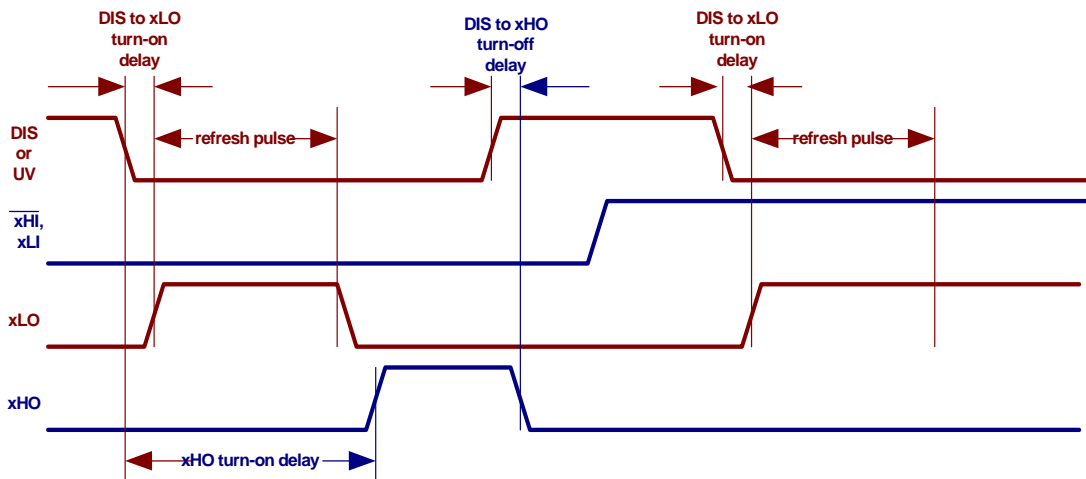 DIS to xLO
turn-on
delay
DIS to xHO
turn-off
delay
DIS to xLO
turn-on
delay
DIS
or
UV
refresh pulse
refresh pulse
xHI,
xLI
xLO
xHO
xHO turn-on delay